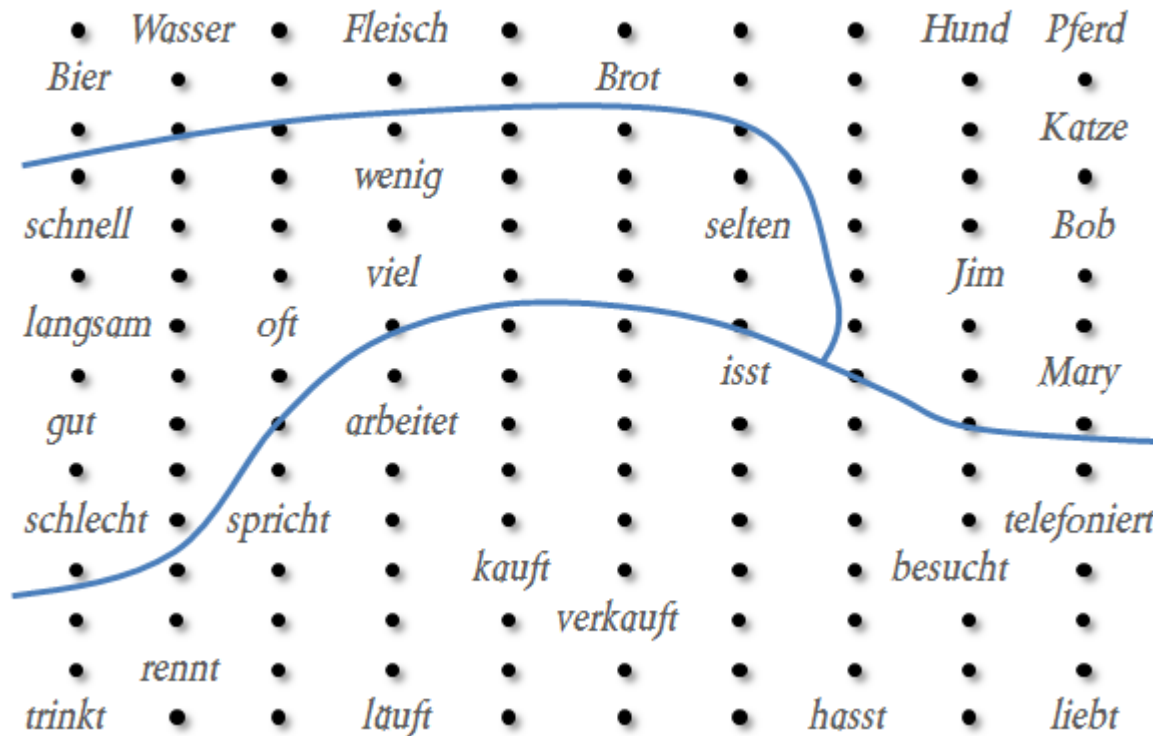 Wasser Fleisch Hund Pferd
Bier Brot
Katze
wenig
schnell selten Bob
viel Jim
langsam oft
isst Mary
gut arbeitet
schlecht spricht telefoniert
kauft besucht
verkauft
rennt
trinkt läuft hasst liebt